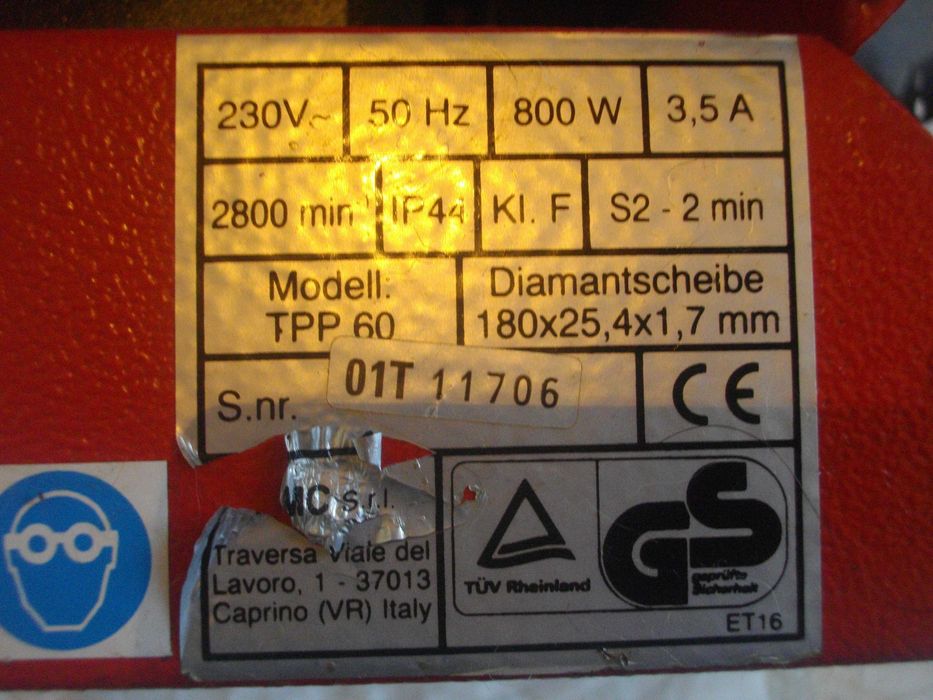 230V~ 50 Hz 800 W 3,5 A
2800 min IP44 Kl. F S2 - 2 min
Modell: Diamantscheibe
TPP 60 180x25,4x1,7 mm
S.nr. 01T 11706 CE
MC s.r.l.
Traversa Viale del
Lavoro, 1 - 37013
Caprino (VR) Italy
TÜV Rheinland
GS
geprüfte
Sicherheit
ET16